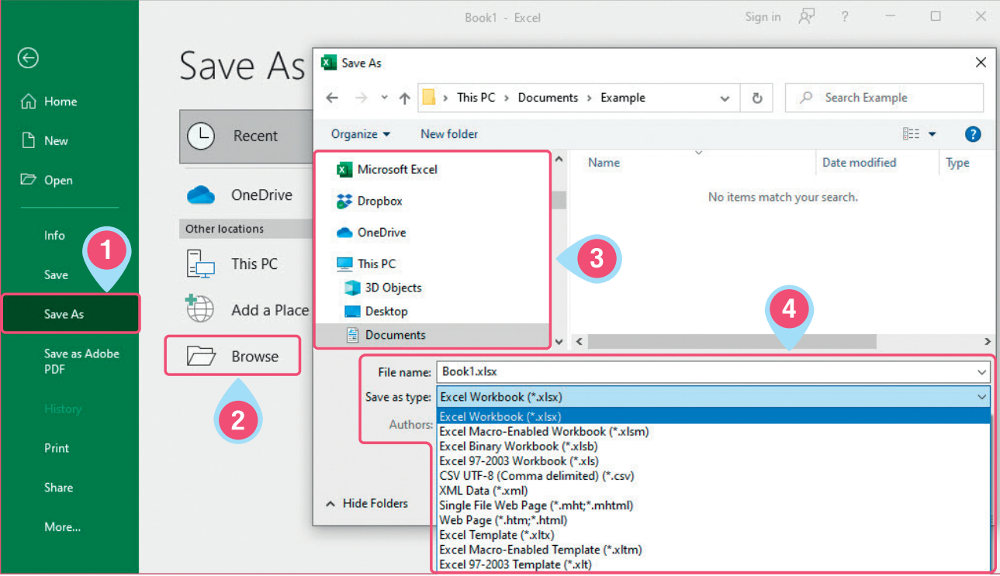 Book1 - Excel
Sign in
?
Save As
Home
New
Open
Info
1
Save
Save As
Save as Adobe
PDF
History
Print
Share
More...
Recent
OneDrive
Other locations
This PC
Add a Place
Browse
2
Save As
This PC > Documents > Example
Search Example
Organize
New folder
?
Microsoft Excel
Dropbox
OneDrive
This PC
3D Objects
Desktop
Documents
3
Name
Date modified
Type
No items match your search.
4
File name: Book1.xlsx
Save as type: Excel Workbook (*.xlsx)
Authors:
Excel Workbook (*.xlsx)
Excel Macro-Enabled Workbook (*.xlsm)
Excel Binary Workbook (*.xlsb)
Excel 97-2003 Workbook (*.xls)
CSV UTF-8 (Comma delimited) (*.csv)
XML Data (*.xml)
Single File Web Page (*.mht;*.mhtml)
Web Page (*.htm;*.html)
Excel Template (*.xltx)
Excel Macro-Enabled Template (*.xltm)
Excel 97-2003 Template (*.xlt)
Hide Folders